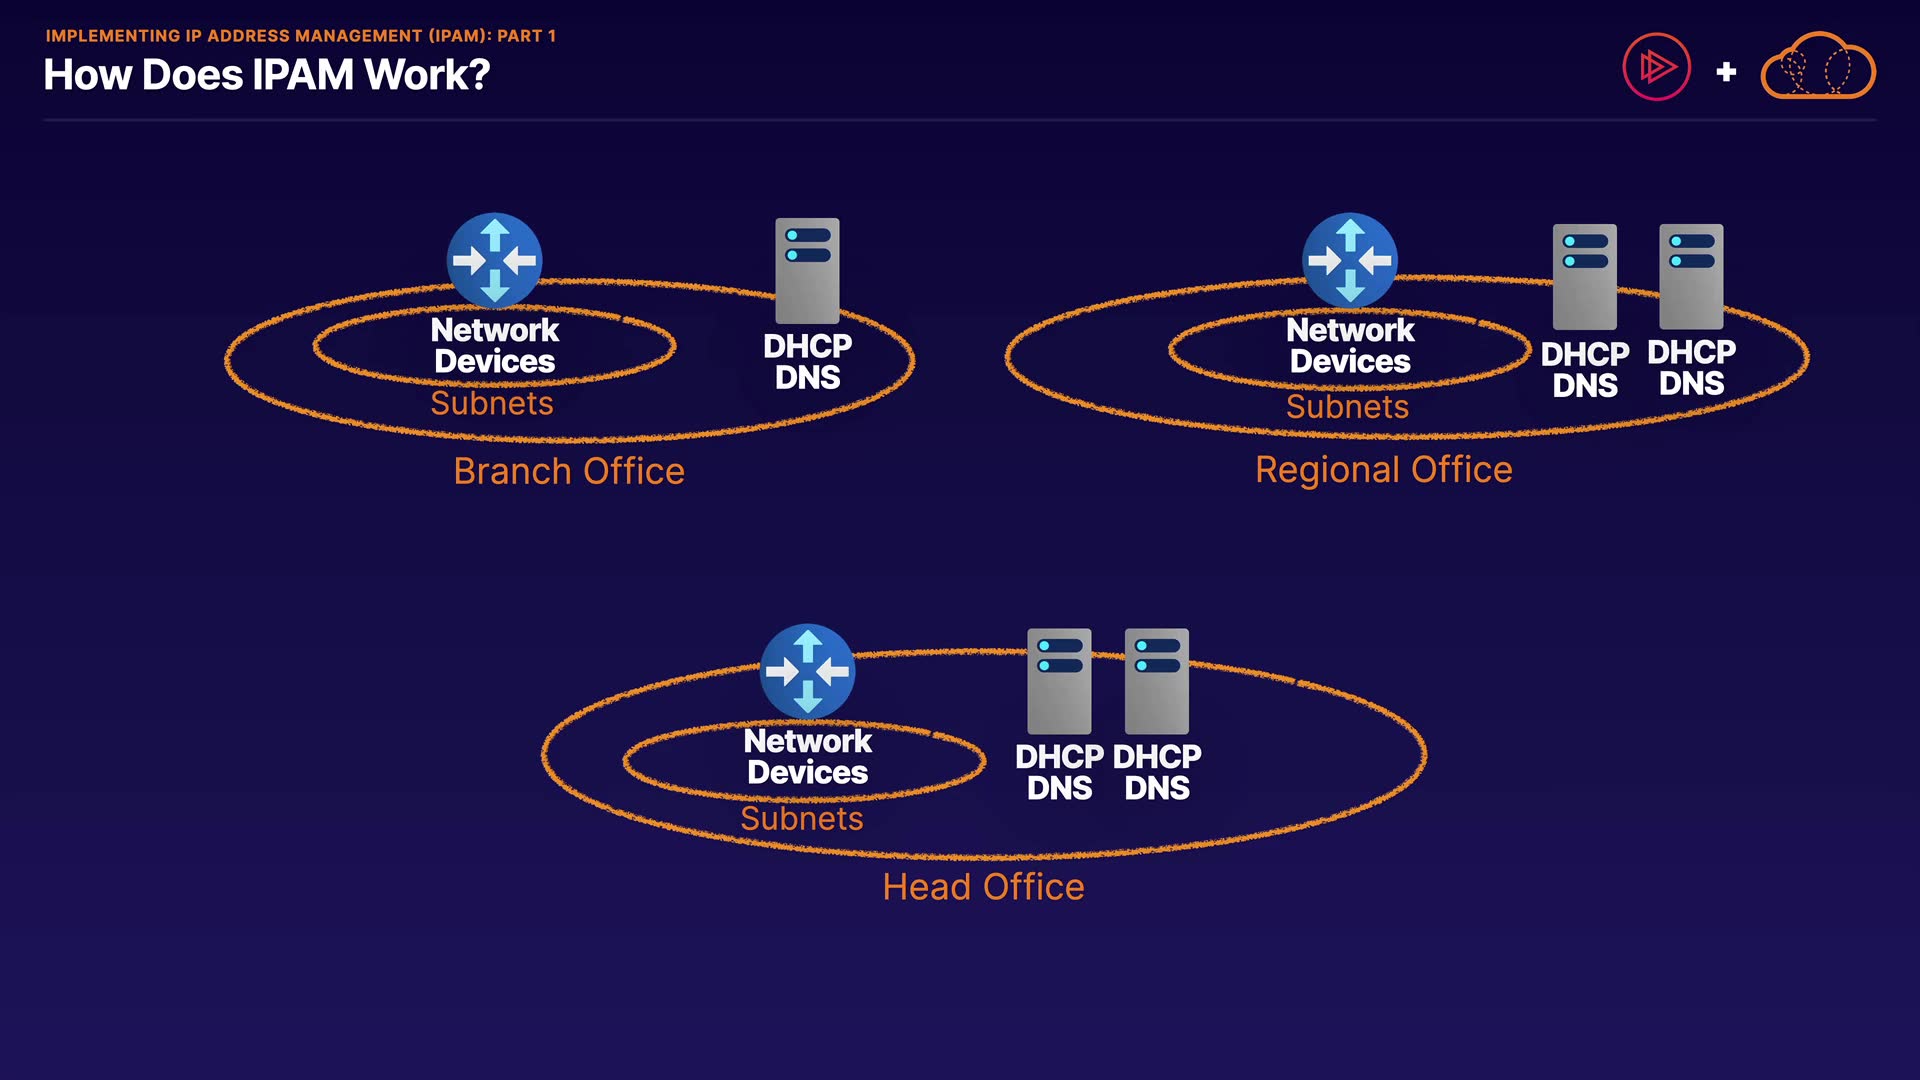 IMPLEMENTING IP ADDRESS MANAGEMENT (IPAM): PART 1
How Does IPAM Work?
Network
Devices
Subnets
DHCP
DNS
Branch Office
Network
Devices
Subnets
DHCP
DNS
DHCP
DNS
Regional Office
Network
Devices
Subnets
DHCP
DNS
DHCP
DNS
Head Office